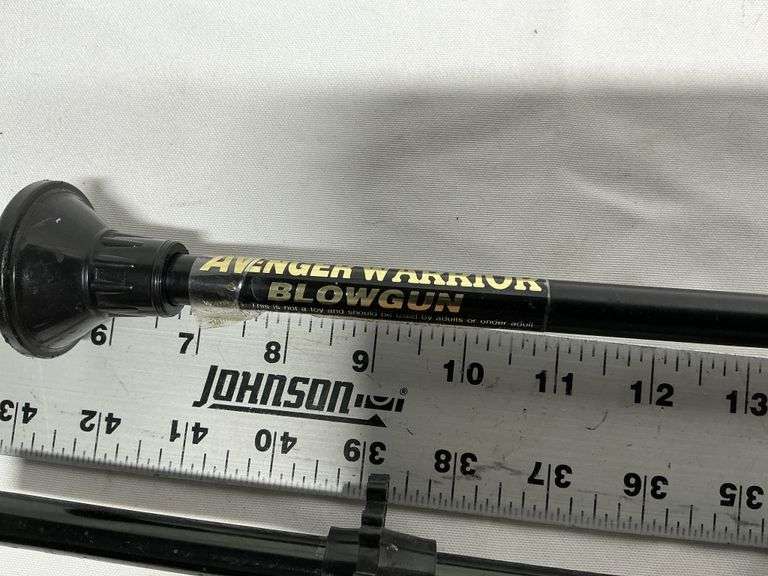 AVENGER WARRIOR
BLOWGUN
This is not a toy and should be used by adults or under adult
6 7 8 9 10 11 12 13
JOHNSON ®
43 42 41 40 39 38 37 36 35